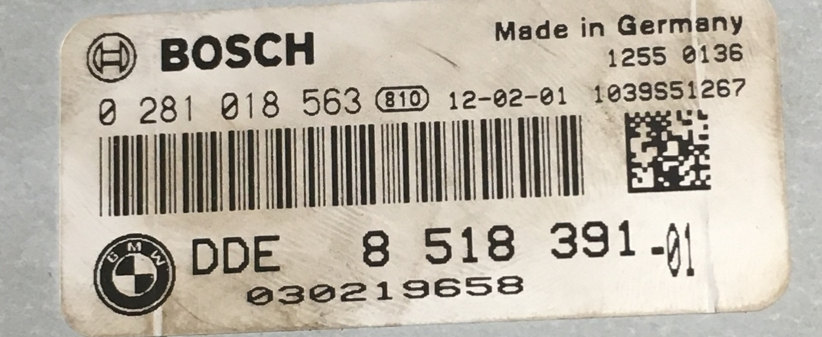 BOSCH
Made in Germany
1255 0136
0 281 018 563 810 12-02-01 1039S51267
BMW
DDE 8 518 391-01
030219658